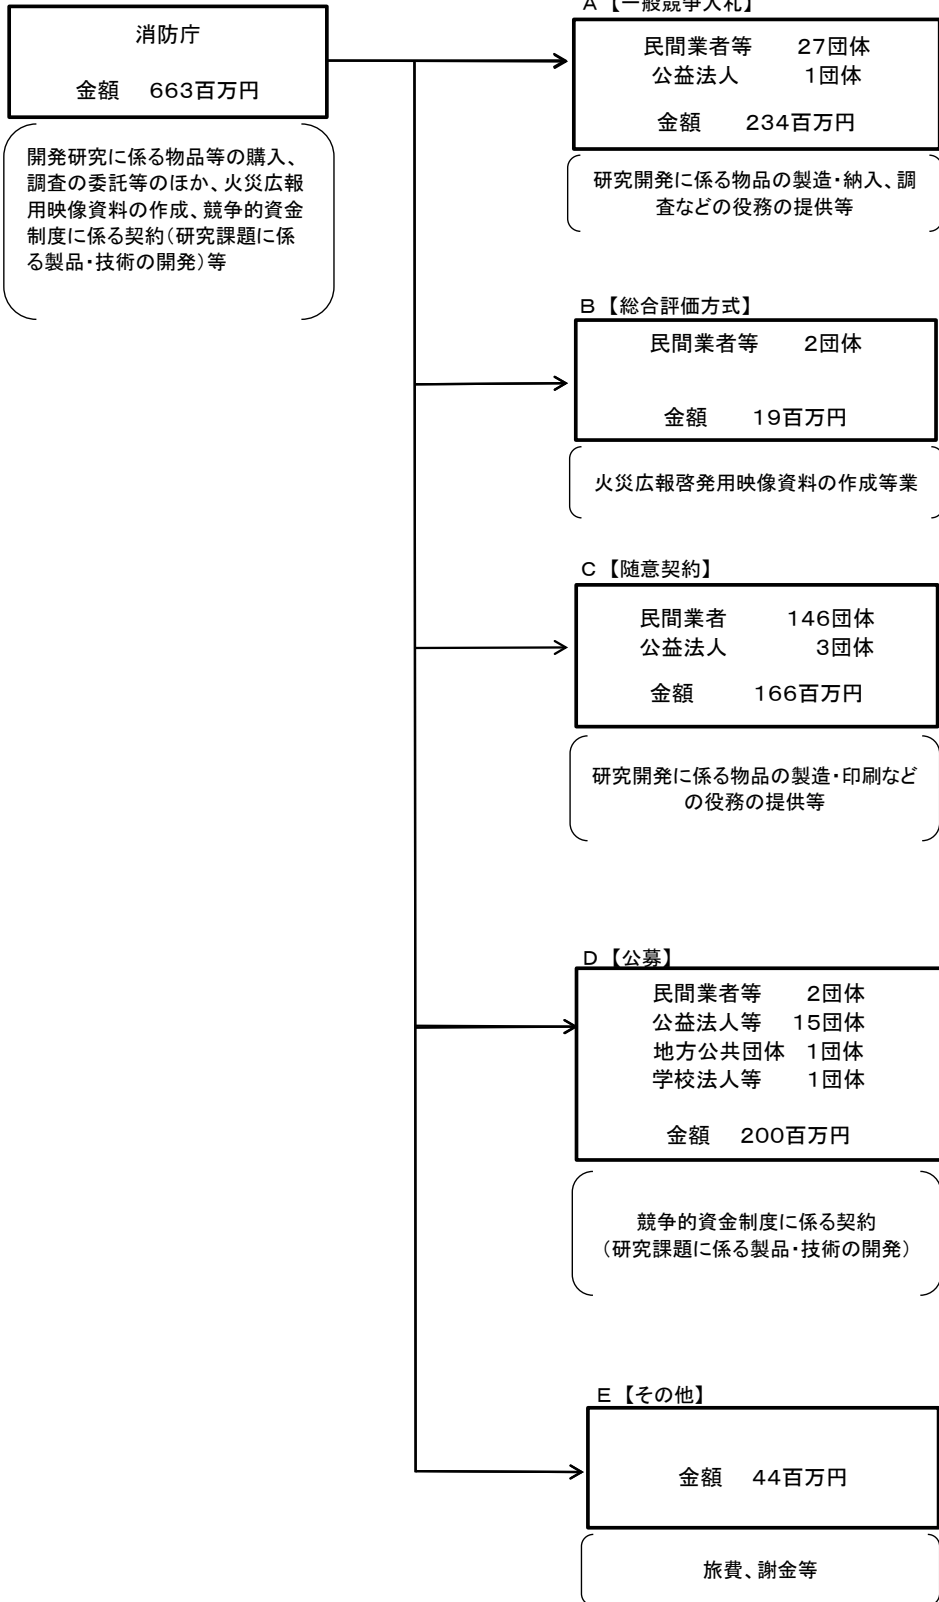 消防庁
金額　663百万円
開発研究に係る物品等の購入、
調査の委託等のほか、火災広報
用映像資料の作成、競争的資金
制度に係る契約（研究課題に係
る製品・技術の開発）等
A 【一般競争入札】
民間業者等　27団体
公益法人　1団体
金額　234百万円
研究開発に係る物品の製造・納入、調
査などの役務の提供等
B 【総合評価方式】
民間業者等　2団体
金額　19百万円
火災広報啓発用映像資料の作成等業
C 【随意契約】
民間業者　146団体
公益法人　3団体
金額　166百万円
研究開発に係る物品の製造・印刷など
の役務の提供等
D 【公募】
民間業者等　2団体
公益法人等　15団体
地方公共団体　1団体
学校法人等　1団体
金額　200百万円
競争的資金制度に係る契約
（研究課題に係る製品・技術の開発）
E 【その他】
金額　44百万円
旅費、謝金等